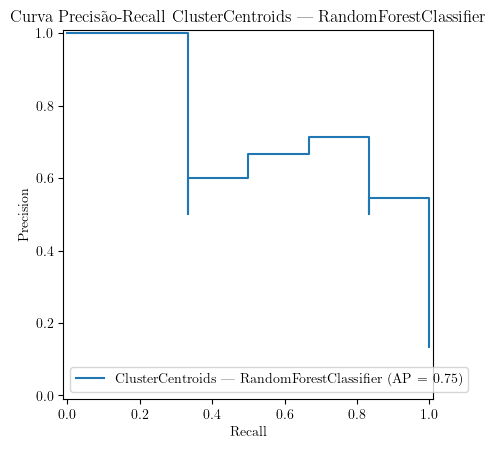 Curva Precisão-Recall ClusterCentroids — RandomForestClassifier
1.0
0.8
0.6
0.4
0.2
0.0
Precision
ClusterCentroids — RandomForestClassifier (AP = 0.75)
0.0 0.2 0.4 0.6 0.8 1.0
Recall